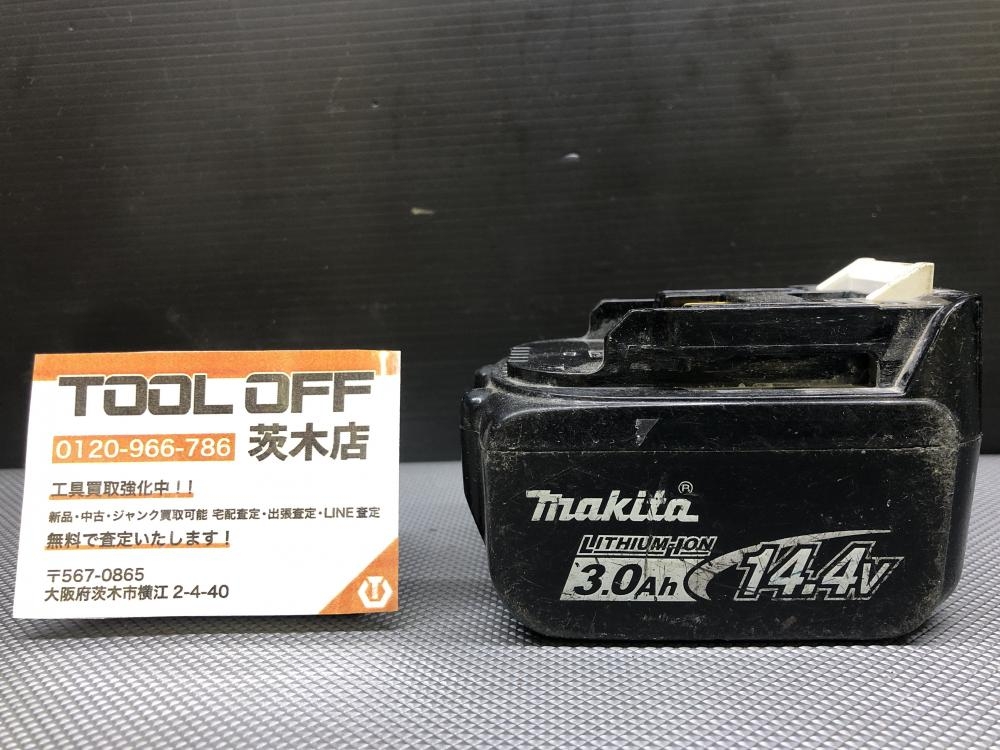 TOOL OFF
0120-966-786 茨木店
工具買取強化中！！
新品・中古・ジャンク買取可能 宅配査定・出張査定・LINE査定
無料で査定いたします！
〒567-0865
大阪府茨木市横江 2-4-40
makita®
LITHIUM-ION
3.0Ah 14.4V